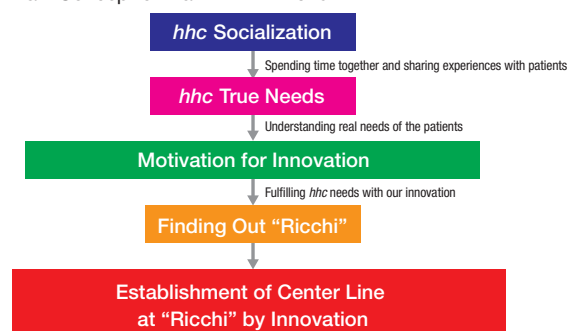 hhc Socialization
Spending time together and sharing experiences with patients
hhc True Needs
Understanding real needs of the patients
Motivation for Innovation
Fulfilling hhc needs with our innovation
Finding Out “Ricchi”
Establishment of Center Line
at “Ricchi” by Innovation